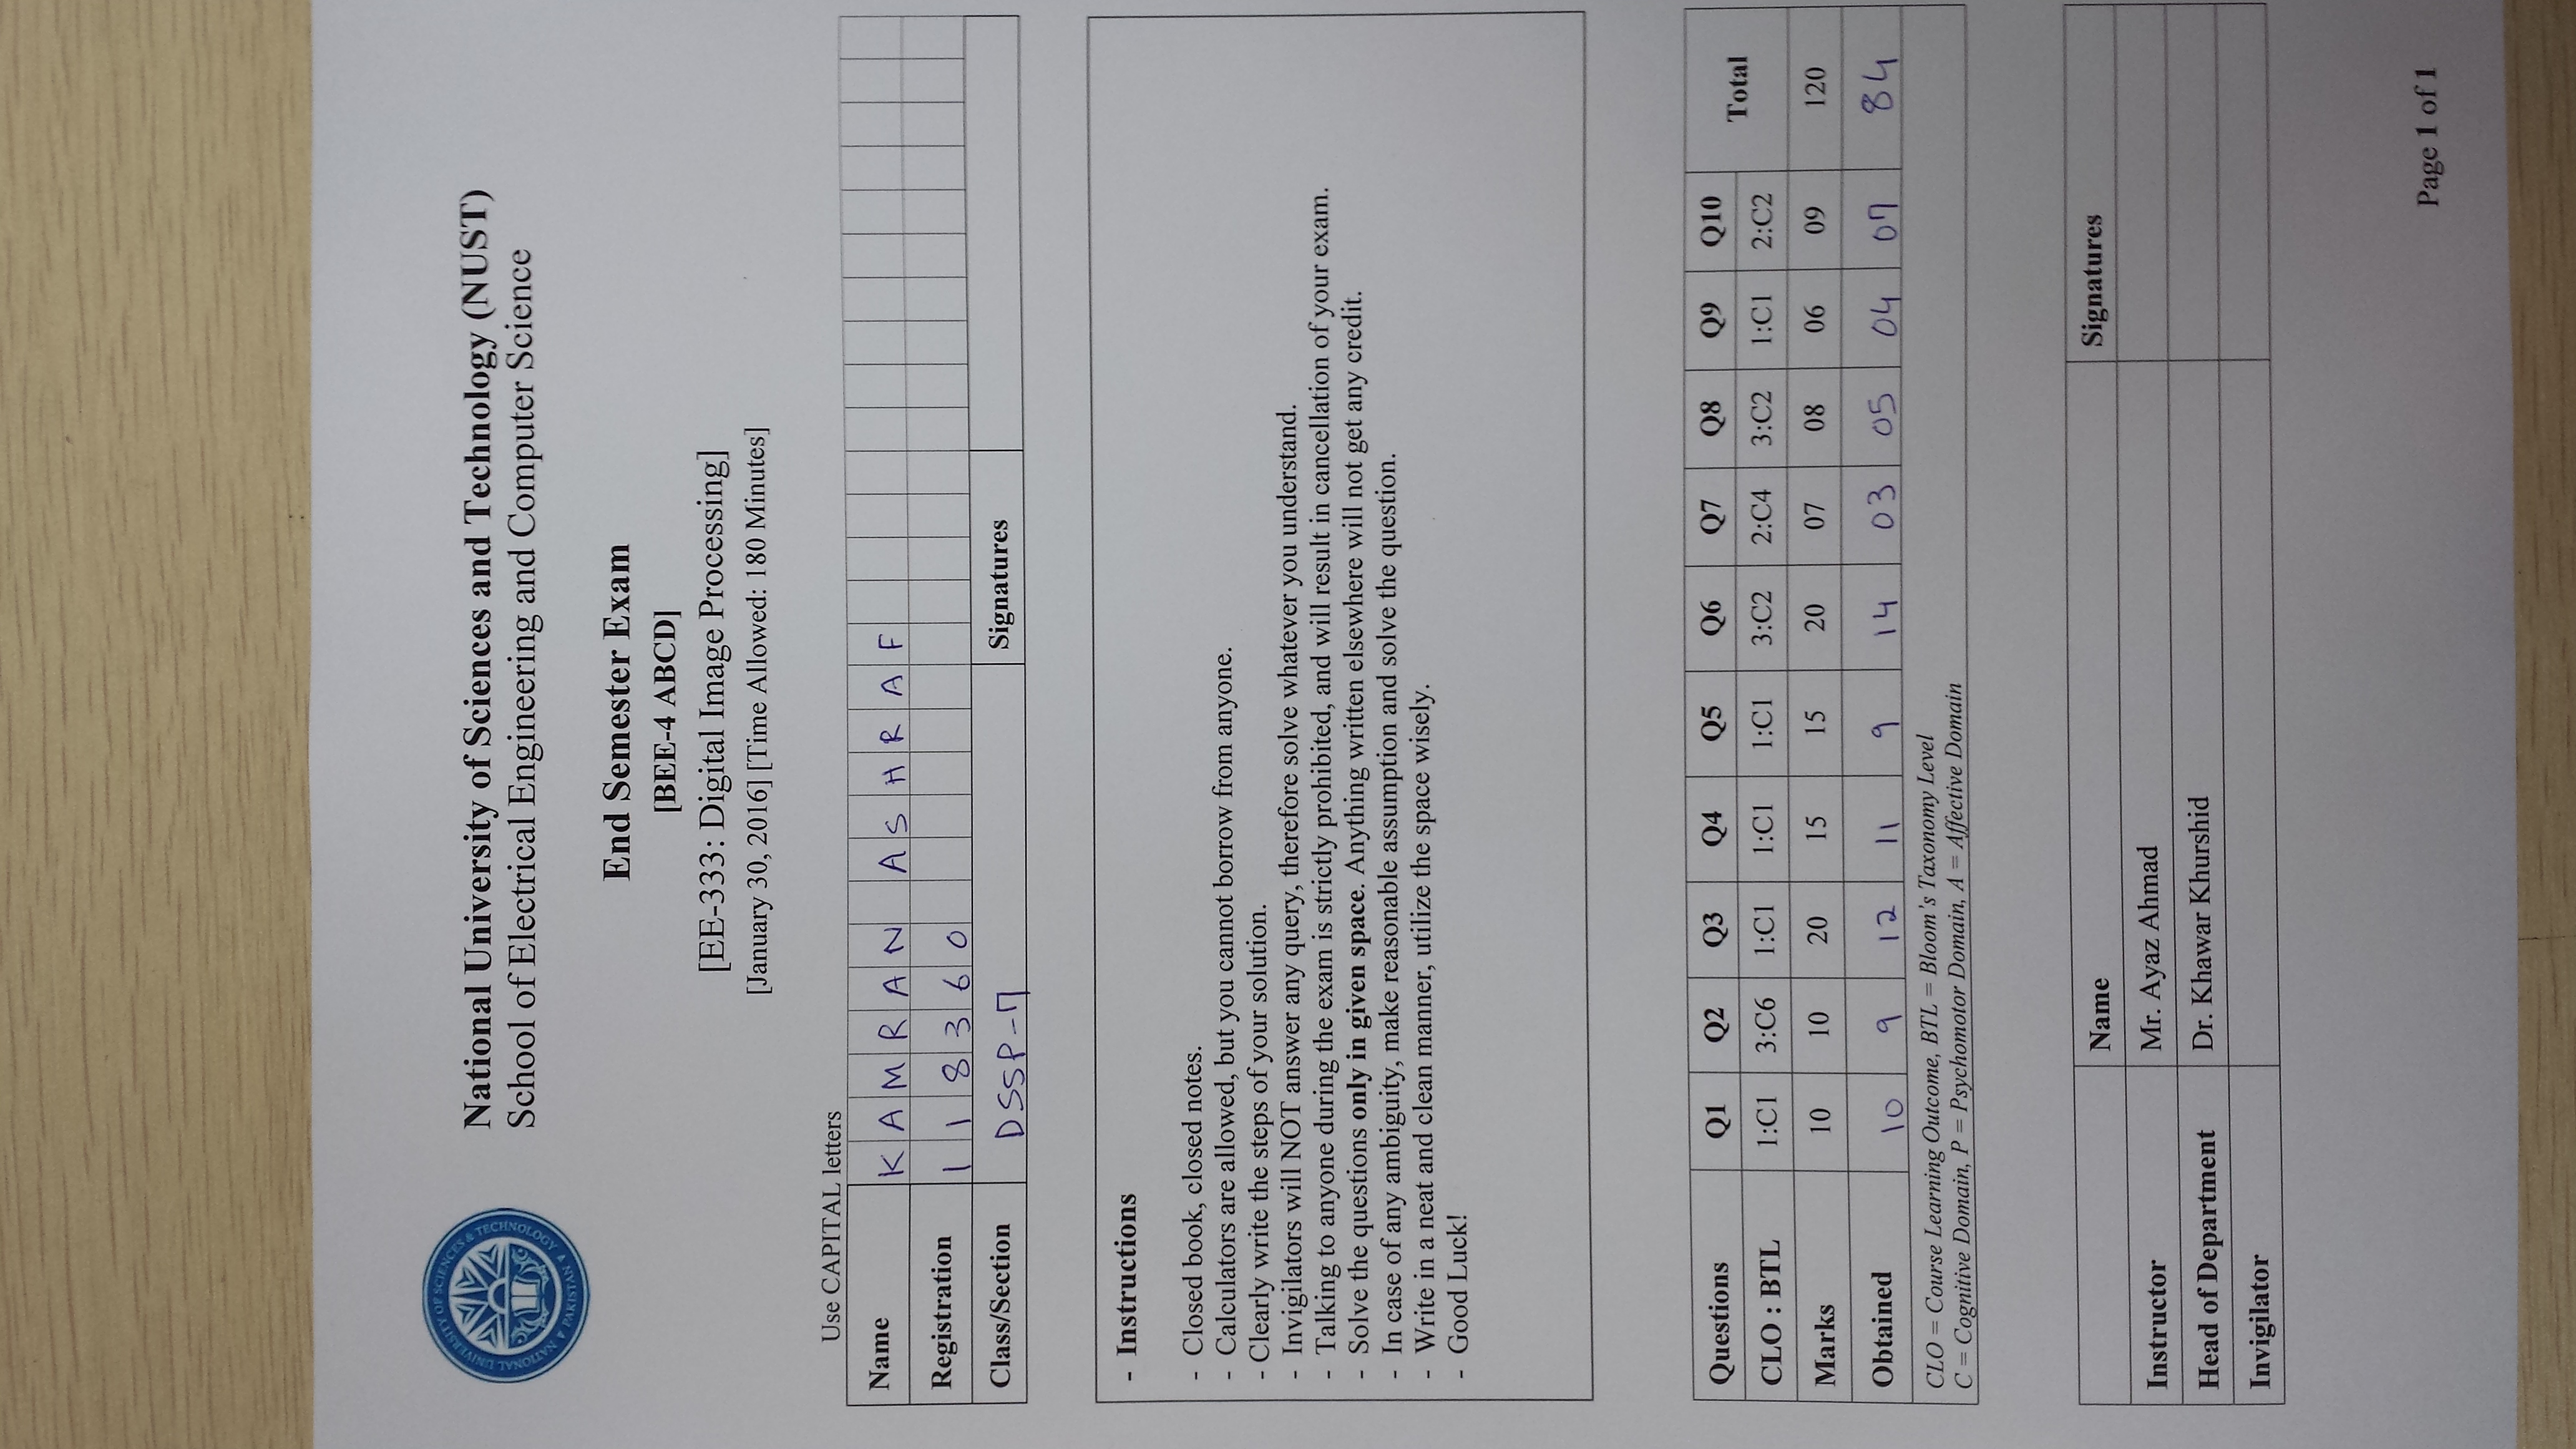 NATIONAL UNIVERSITY OF SCIENCES & TECHNOLOGY
PAKISTAN
National University of Sciences and Technology (NUST)
School of Electrical Engineering and Computer Science
End Semester Exam
[BEE-4 ABCD]
[EE-333: Digital Image Processing]
[January 30, 2016] [Time Allowed: 180 Minutes]
Use CAPITAL letters
Name KAMRAN ASHRAF
Registration 118360
Class/Section DSSP-7 Signatures
- Instructions
- Closed book, closed notes.
- Calculators are allowed, but you cannot borrow from anyone.
- Clearly write the steps of your solution.
- Invigilators will NOT answer any query, therefore solve whatever you understand.
- Talking to anyone during the exam is strictly prohibited, and will result in cancellation of your exam.
- Solve the questions only in given space. Anything written elsewhere will not get any credit.
- In case of any ambiguity, make reasonable assumption and solve the question.
- Write in a neat and clean manner, utilize the space wisely.
- Good Luck!
Questions Q1 Q2 Q3 Q4 Q5 Q6 Q7 Q8 Q9 Q10 Total
CLO : BTL 1:C1 3:C6 1:C1 1:C1 1:C1 3:C2 2:C4 3:C2 1:C1 2:C2
Marks 10 10 20 15 15 20 07 08 06 09 120
Obtained 10 9 12 11 9 14 03 05 04 07 84
CLO = Course Learning Outcome, BTL = Bloom's Taxonomy Level
C = Cognitive Domain, P = Psychomotor Domain, A = Affective Domain
Name Signatures
Instructor Mr. Ayaz Ahmad
Head of Department Dr. Khawar Khurshid
Invigilator
Page 1 of 1